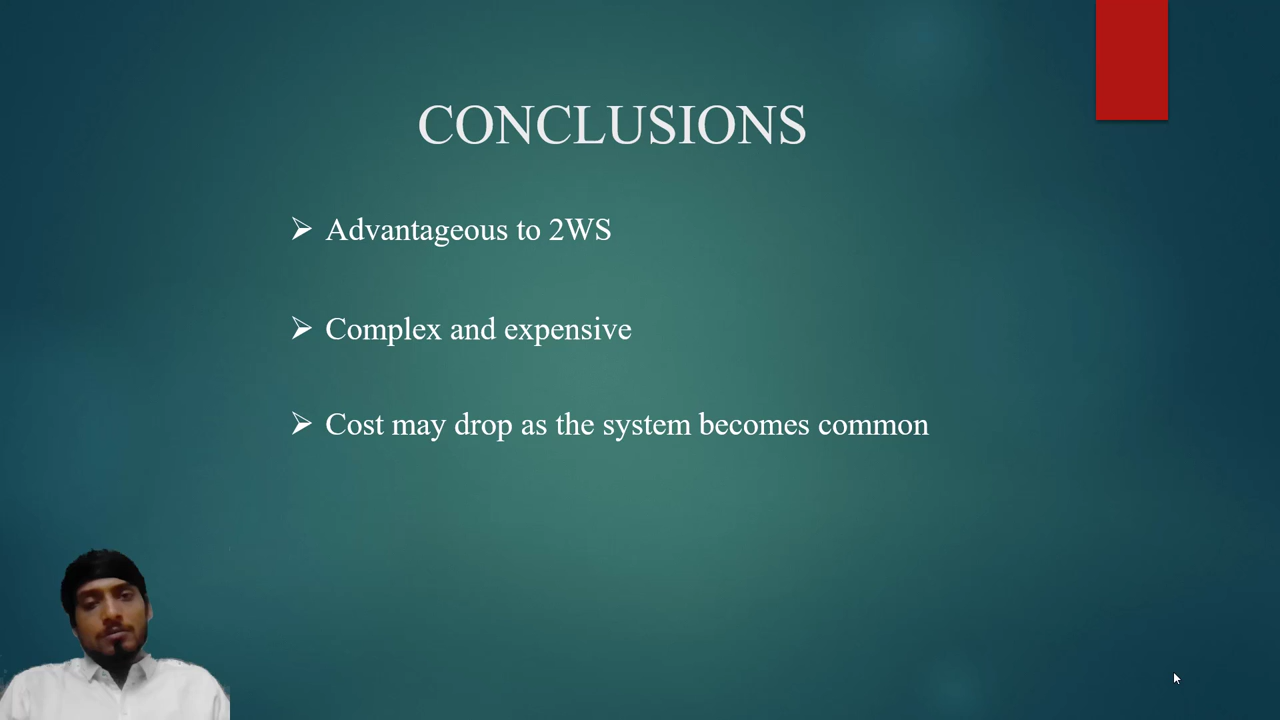 CONCLUSIONS
Advantageous to 2WS
Complex and expensive
Cost may drop as the system becomes common